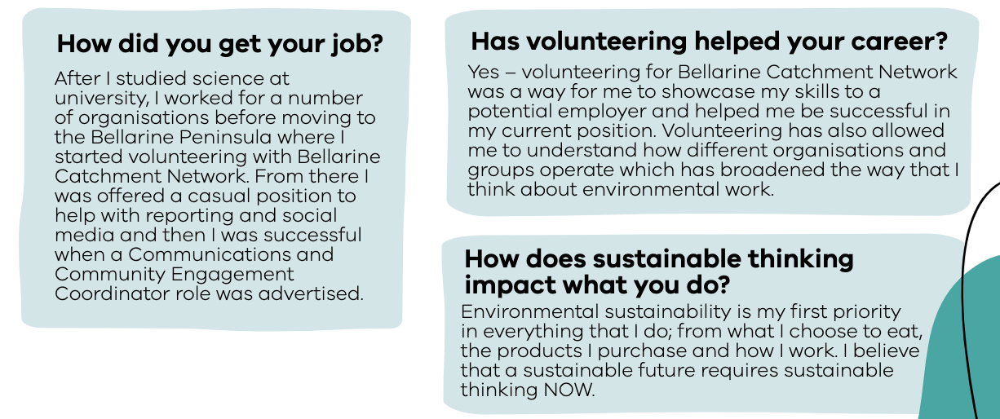 How did you get your job?
After I studied science at
university, I worked for a number
of organisations before moving to
the Bellarine Peninsula where I
started volunteering with Bellarine
Catchment Network. From there I
was offered a casual position to
help with reporting and social
media and then I was successful
when a Communications and
Community Engagement
Coordinator role was advertised.
Has volunteering helped your career?
Yes – volunteering for Bellarine Catchment Network
was a way for me to showcase my skills to a
potential employer and helped me be successful in
my current position. Volunteering has also allowed
me to understand how different organisations and
groups operate which has broadened the way that I
think about environmental work.
How does sustainable thinking
impact what you do?
Environmental sustainability is my first priority
in everything that I do; from what I choose to eat,
the products I purchase and how I work. I believe
that a sustainable future requires sustainable
thinking NOW.